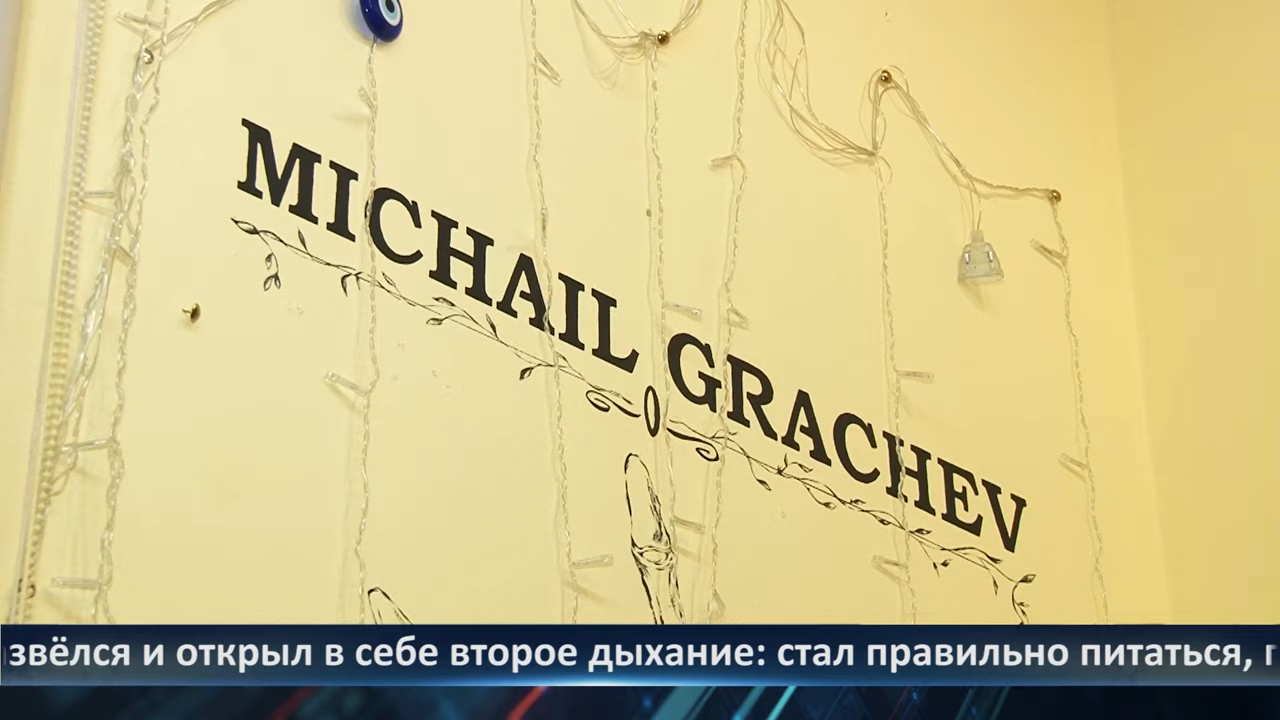 MICHAIL GRACHEV
звёлся и открыл в себе второе дыхание: стал правильно питаться,